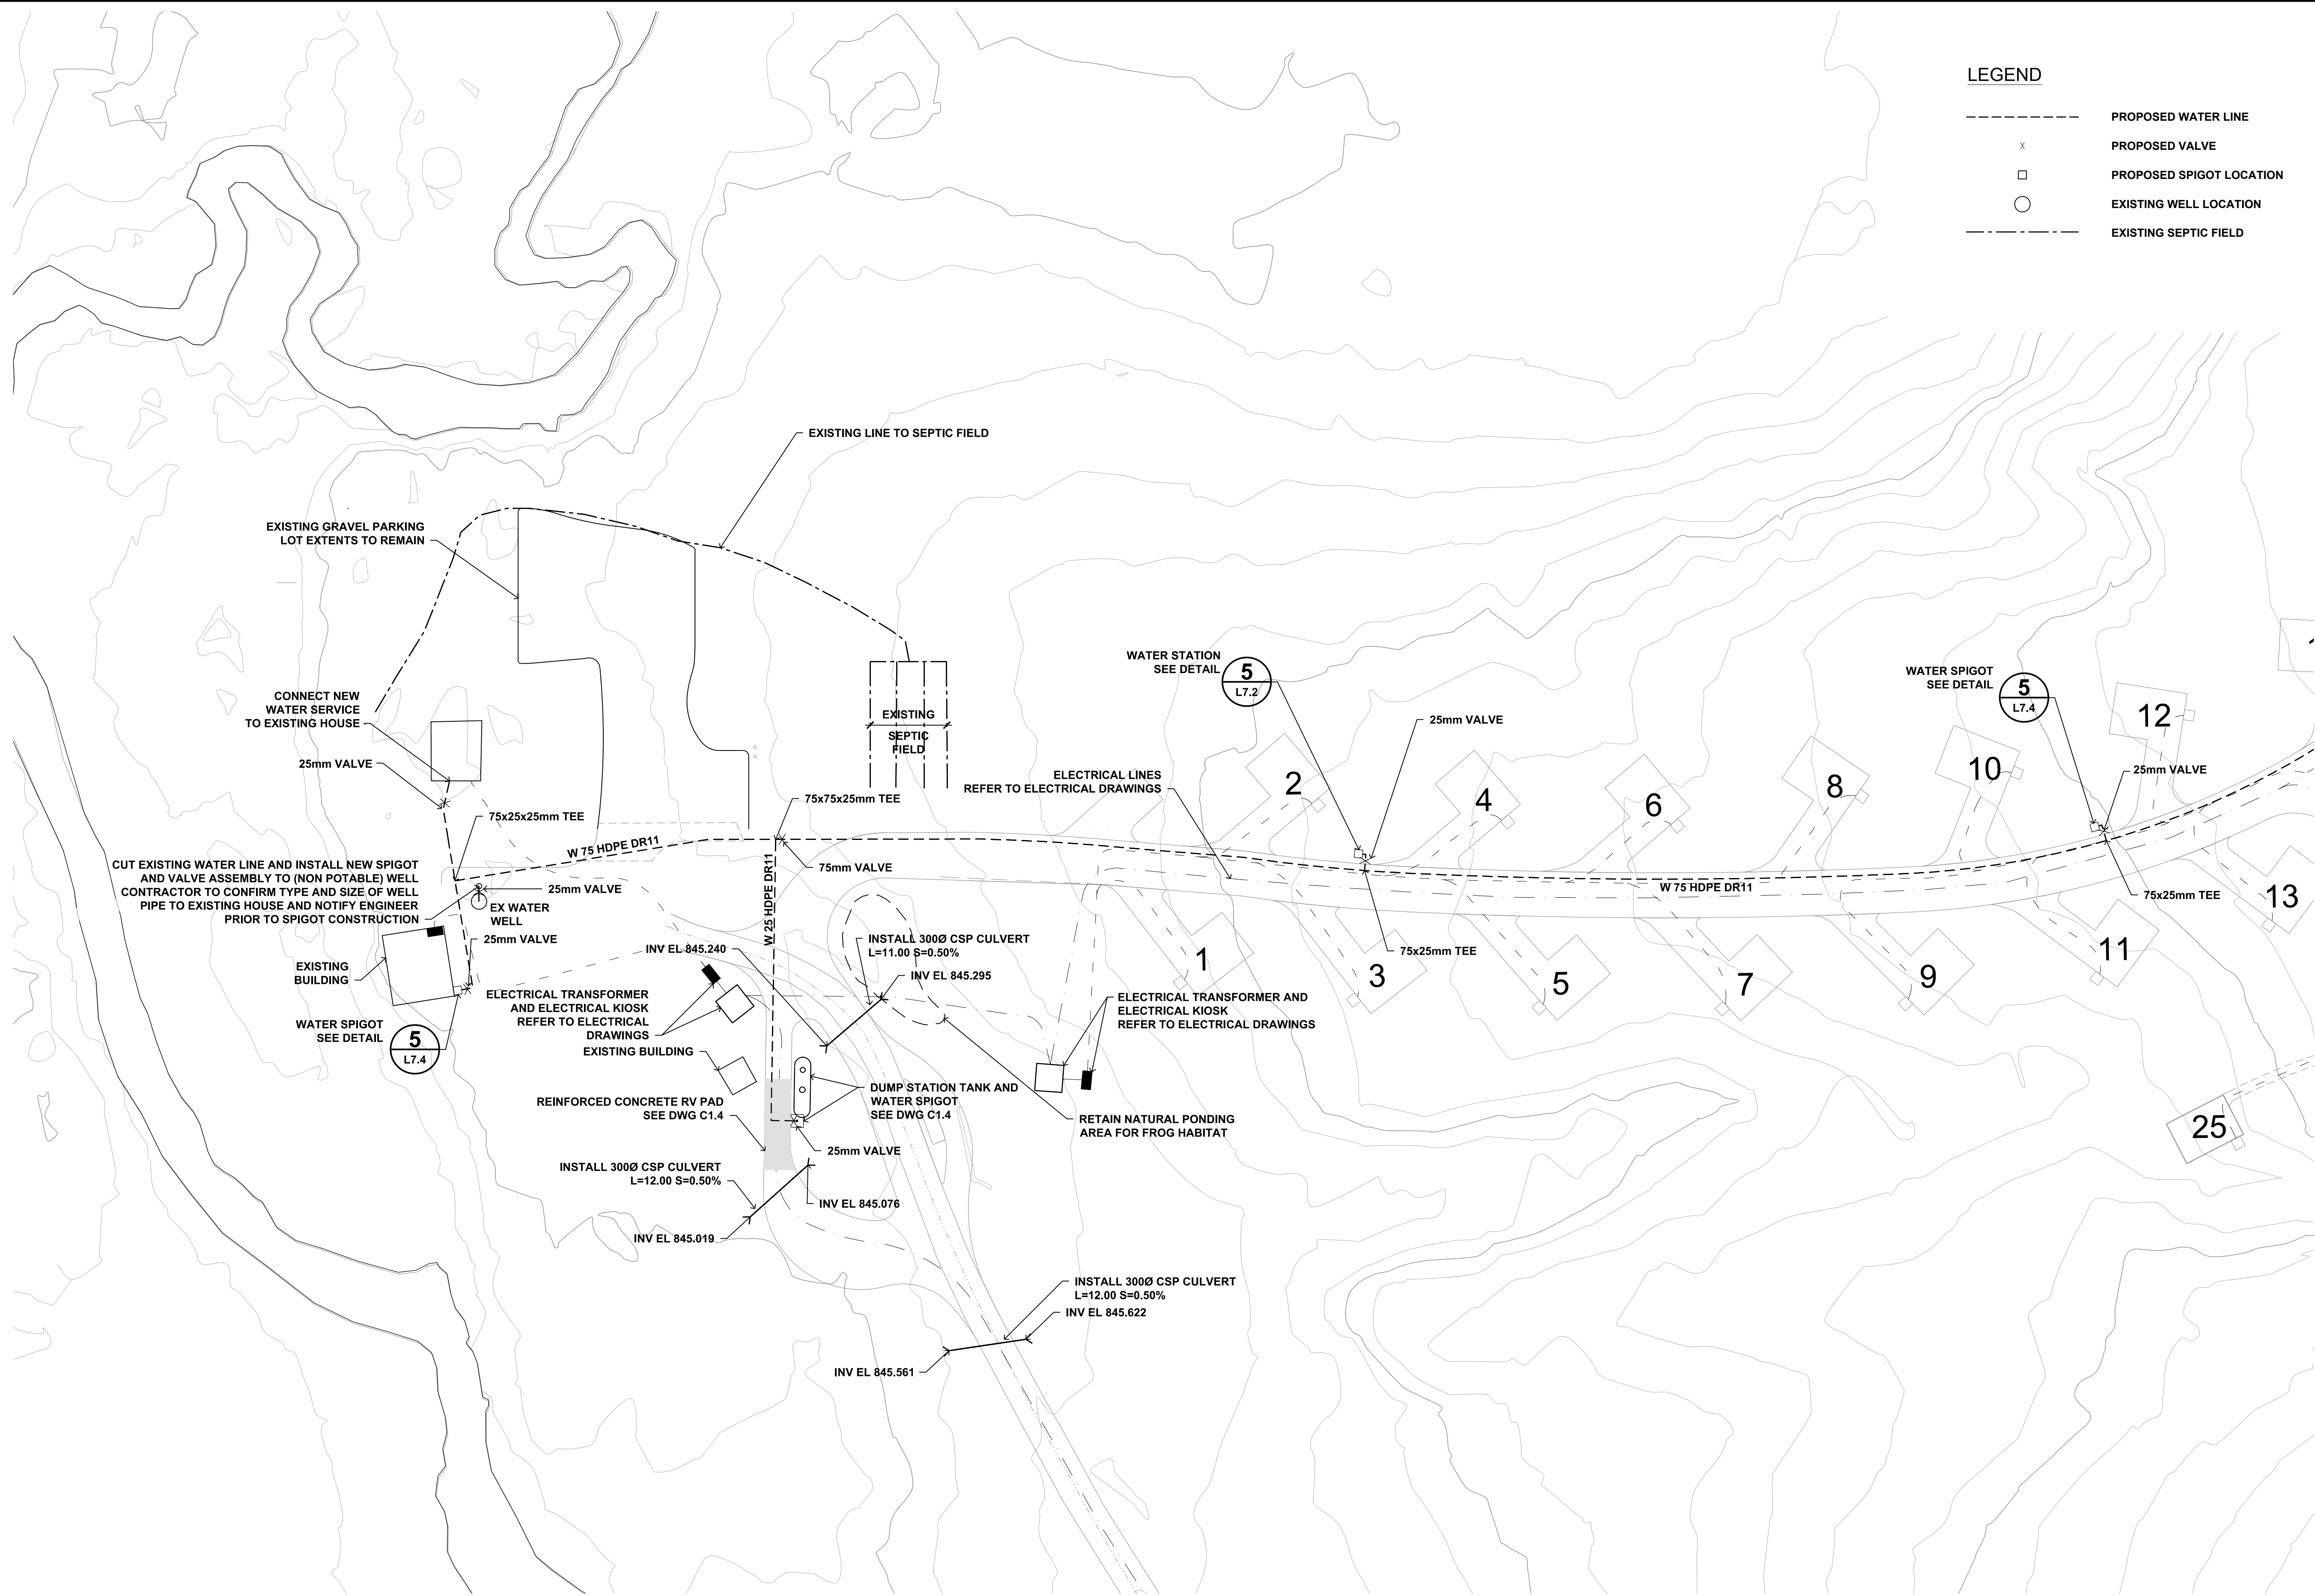 LEGEND
PROPOSED WATER LINE
X
PROPOSED VALVE
PROPOSED SPIGOT LOCATION
EXISTING WELL LOCATION
EXISTING SEPTIC FIELD
EXISTING LINE TO SEPTIC FIELD
EXISTING GRAVEL PARKING
LOT EXTENTS TO REMAIN
WATER STATION
SEE DETAIL
5
L7.2
WATER SPIGOT
SEE DETAIL
5
L7.4
CONNECT NEW
WATER SERVICE
TO EXISTING HOUSE
EXISTING
SEPTIC
FIELD
25mm VALVE
12
25mm VALVE
ELECTRICAL LINES
REFER TO ELECTRICAL DRAWINGS
2
4
6
8
10
25mm VALVE
75x75x25mm TEE
75x25x25mm TEE
W 75 HDPE DR11
W 25 HDPE DR11
75mm VALVE
W 75 HDPE DR11
75x25mm TEE
13
CUT EXISTING WATER LINE AND INSTALL NEW SPIGOT
AND VALVE ASSEMBLY TO (NON POTABLE) WELL
CONTRACTOR TO CONFIRM TYPE AND SIZE OF WELL
PIPE TO EXISTING HOUSE AND NOTIFY ENGINEER
PRIOR TO SPIGOT CONSTRUCTION
25mm VALVE
EX WATER
WELL
25mm VALVE
EXISTING
BUILDING
INV EL 845.240
INSTALL 300Ø CSP CULVERT
L=11.00 S=0.50%
INV EL 845.295
1
3
75x25mm TEE
5
7
9
11
ELECTRICAL TRANSFORMER
AND ELECTRICAL KIOSK
REFER TO ELECTRICAL
DRAWINGS
ELECTRICAL TRANSFORMER AND
ELECTRICAL KIOSK
REFER TO ELECTRICAL DRAWINGS
WATER SPIGOT
SEE DETAIL
5
L7.4
EXISTING BUILDING
REINFORCED CONCRETE RV PAD
SEE DWG C1.4
DUMP STATION TANK AND
WATER SPIGOT
SEE DWG C1.4
RETAIN NATURAL PONDING
AREA FOR FROG HABITAT
25
25mm VALVE
INSTALL 300Ø CSP CULVERT
L=12.00 S=0.50%
INV EL 845.076
INV EL 845.019
INSTALL 300Ø CSP CULVERT
L=12.00 S=0.50%
INV EL 845.622
INV EL 845.561